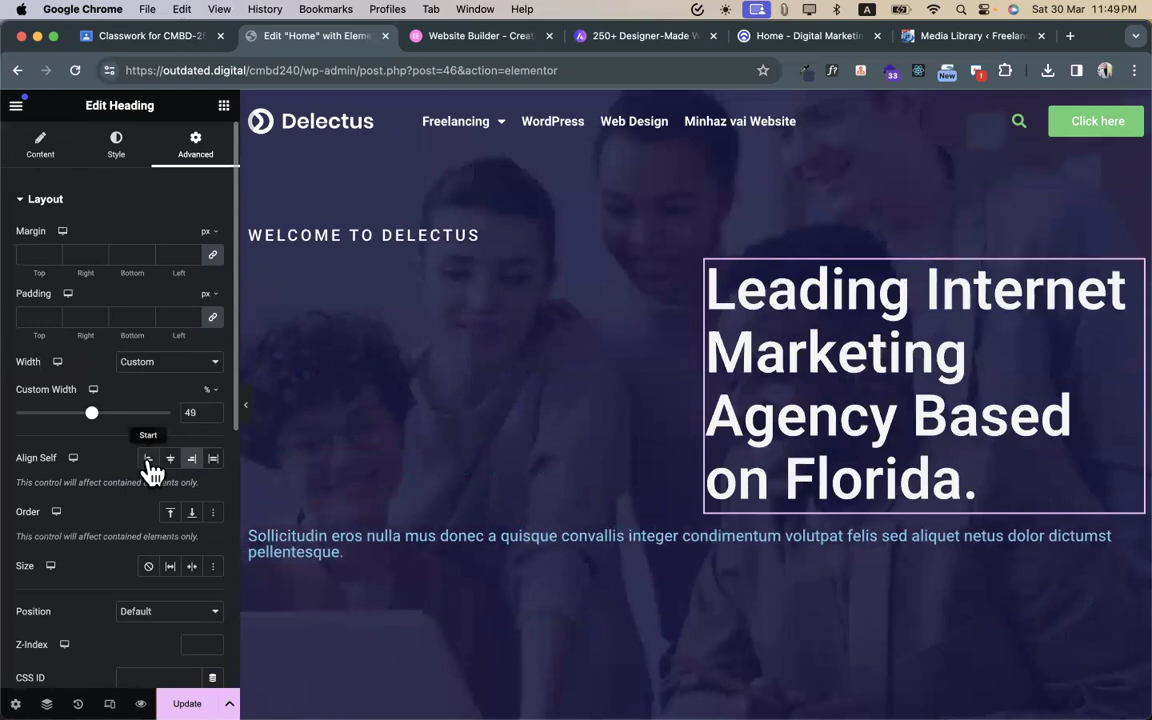 Google Chrome File Edit View History Bookmarks Profiles Tab Window Help
A
Sat 30 Mar 11:49PM
Classwork for CMBD-2
Edit "Home" with Eleme
Website Builder - Creat
250+ Designer-Made W
Home - Digital Marketin
Media Library ‹ Freelan
https://outdated.digital/cmbd240/wp-admin/post.php?post=46&action=elementor
f?
33
New
Edit Heading
Content
Style
Advanced
Layout
Margin
px
Top Right Bottom Left
Padding
px
Top Right Bottom Left
Width
Custom
Custom Width
%
49
Start
Align Self
This control will affect contained elements only.
Order
This control will affect contained elements only.
Size
Position
Default
Z-Index
CSS ID
Update
Delectus
Freelancing WordPress Web Design Minhaz vai Website
Click here
WELCOME TO DELECTUS
Leading Internet
Marketing
Agency Based
on Florida.
Sollicitudin eros nulla mus donec a quisque convallis integer condimentum volutpat felis sed aliquet netus dolor dictumst
pellentesque.